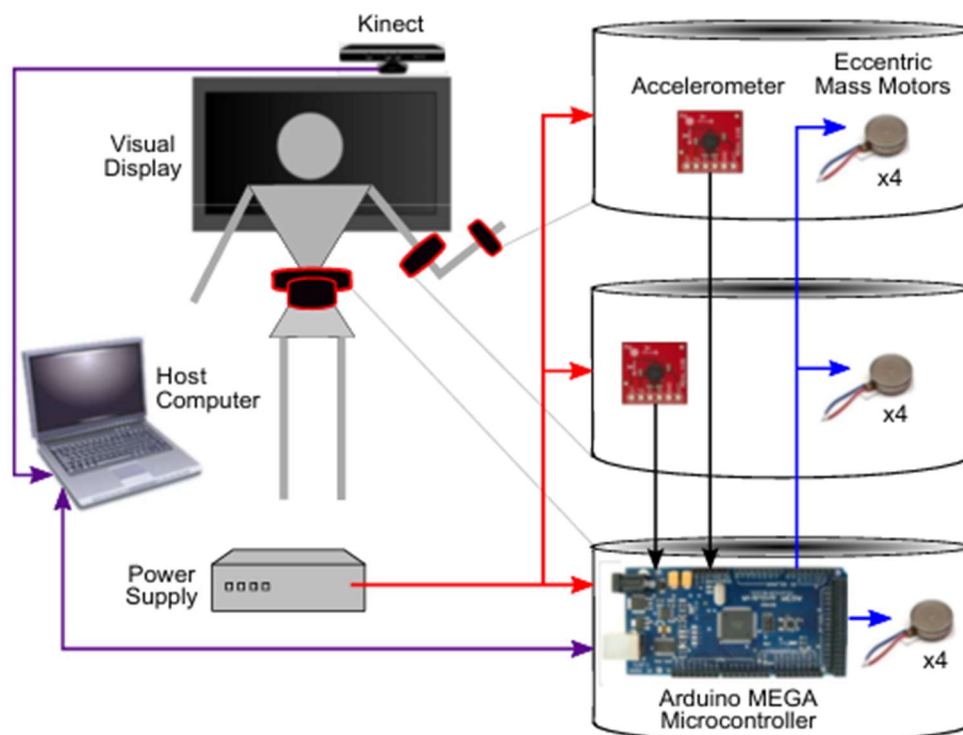 Kinect
Visual
Display
Accelerometer
Eccentric
Mass Motors
x4
Host
Computer
x4
Power
Supply
x4
Arduino MEGA
Microcontroller